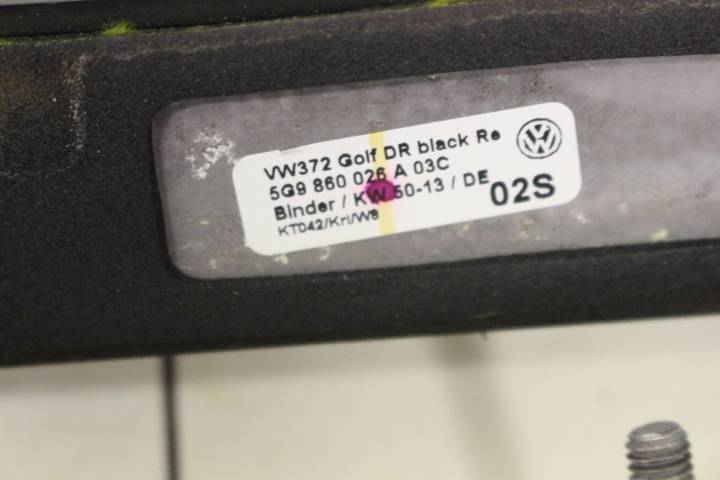 VW372 Golf DR black Re
5G9 860 026 A 03C
Binder / KW 50-13 / DE
02S
KT042/Kri/W8